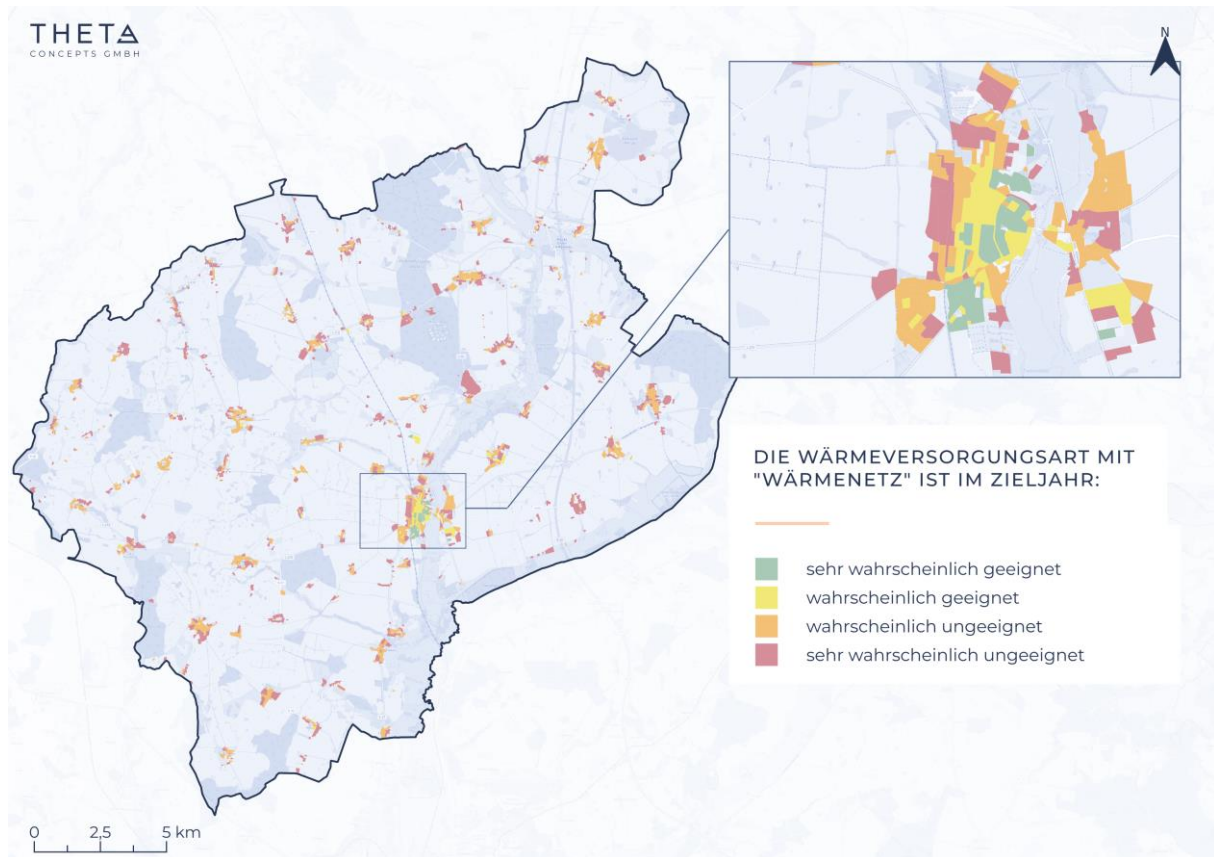 THETA
CONCEPTS GMBH
N
DIE WÄRMEVERSORGUNGSART MIT
"WÄRMENETZ" IST IM ZIELJAHR:
sehr wahrscheinlich geeignet
wahrscheinlich geeignet
wahrscheinlich ungeeignet
sehr wahrscheinlich ungeeignet
0 2,5 5 km